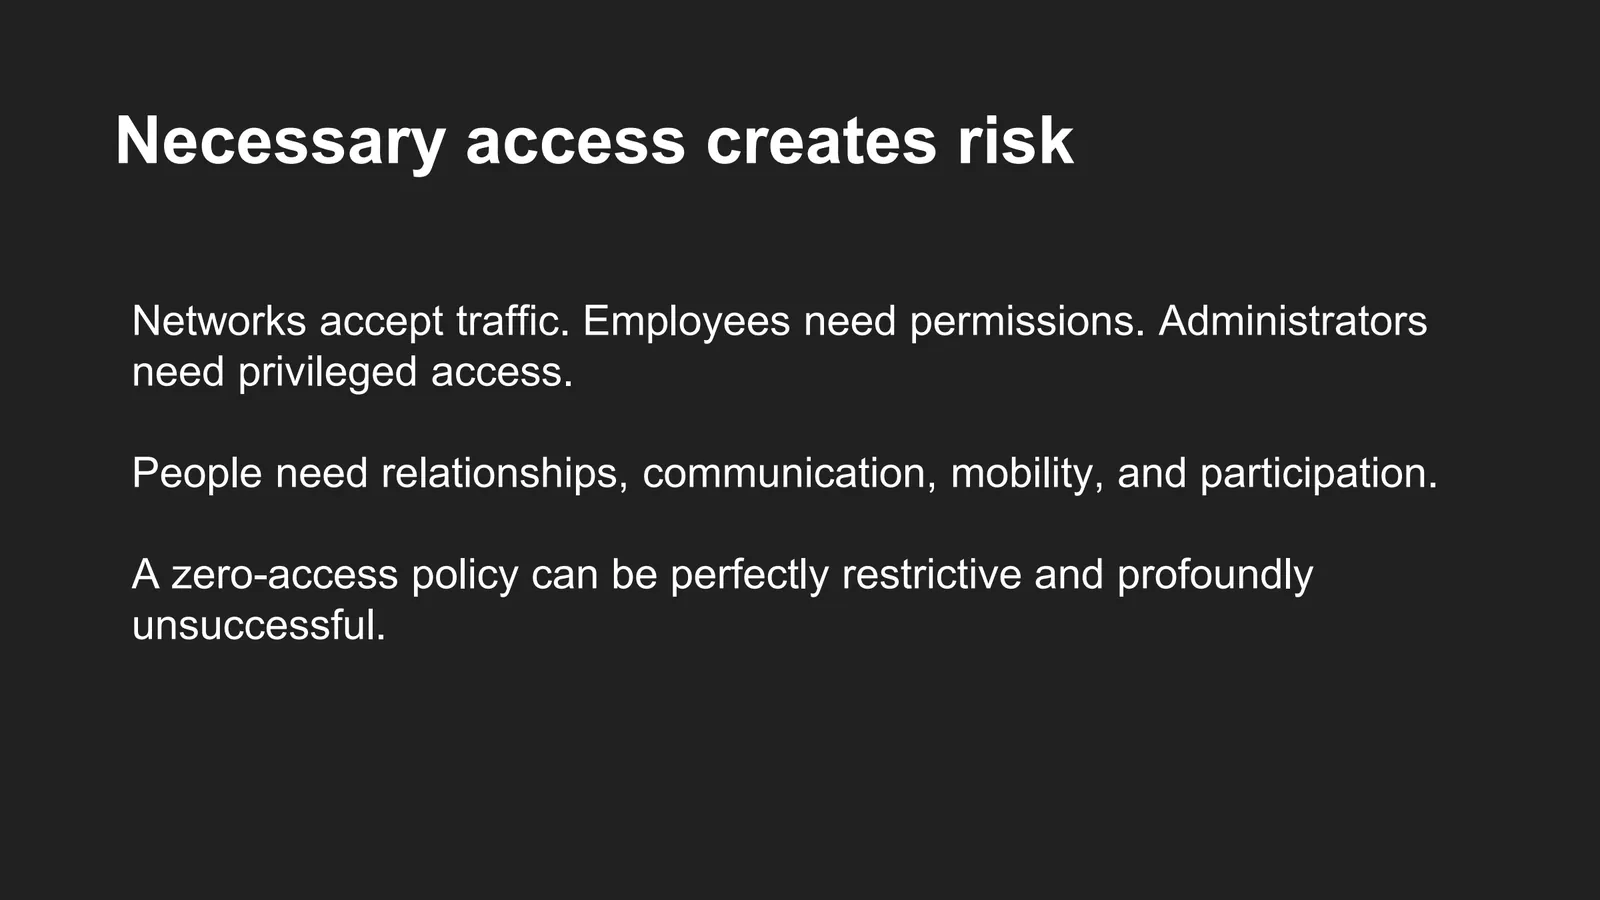 Necessary access creates risk
Networks accept traffic. Employees need permissions. Administrators
need privileged access.
People need relationships, communication, mobility, and participation.
A zero-access policy can be perfectly restrictive and profoundly
unsuccessful.